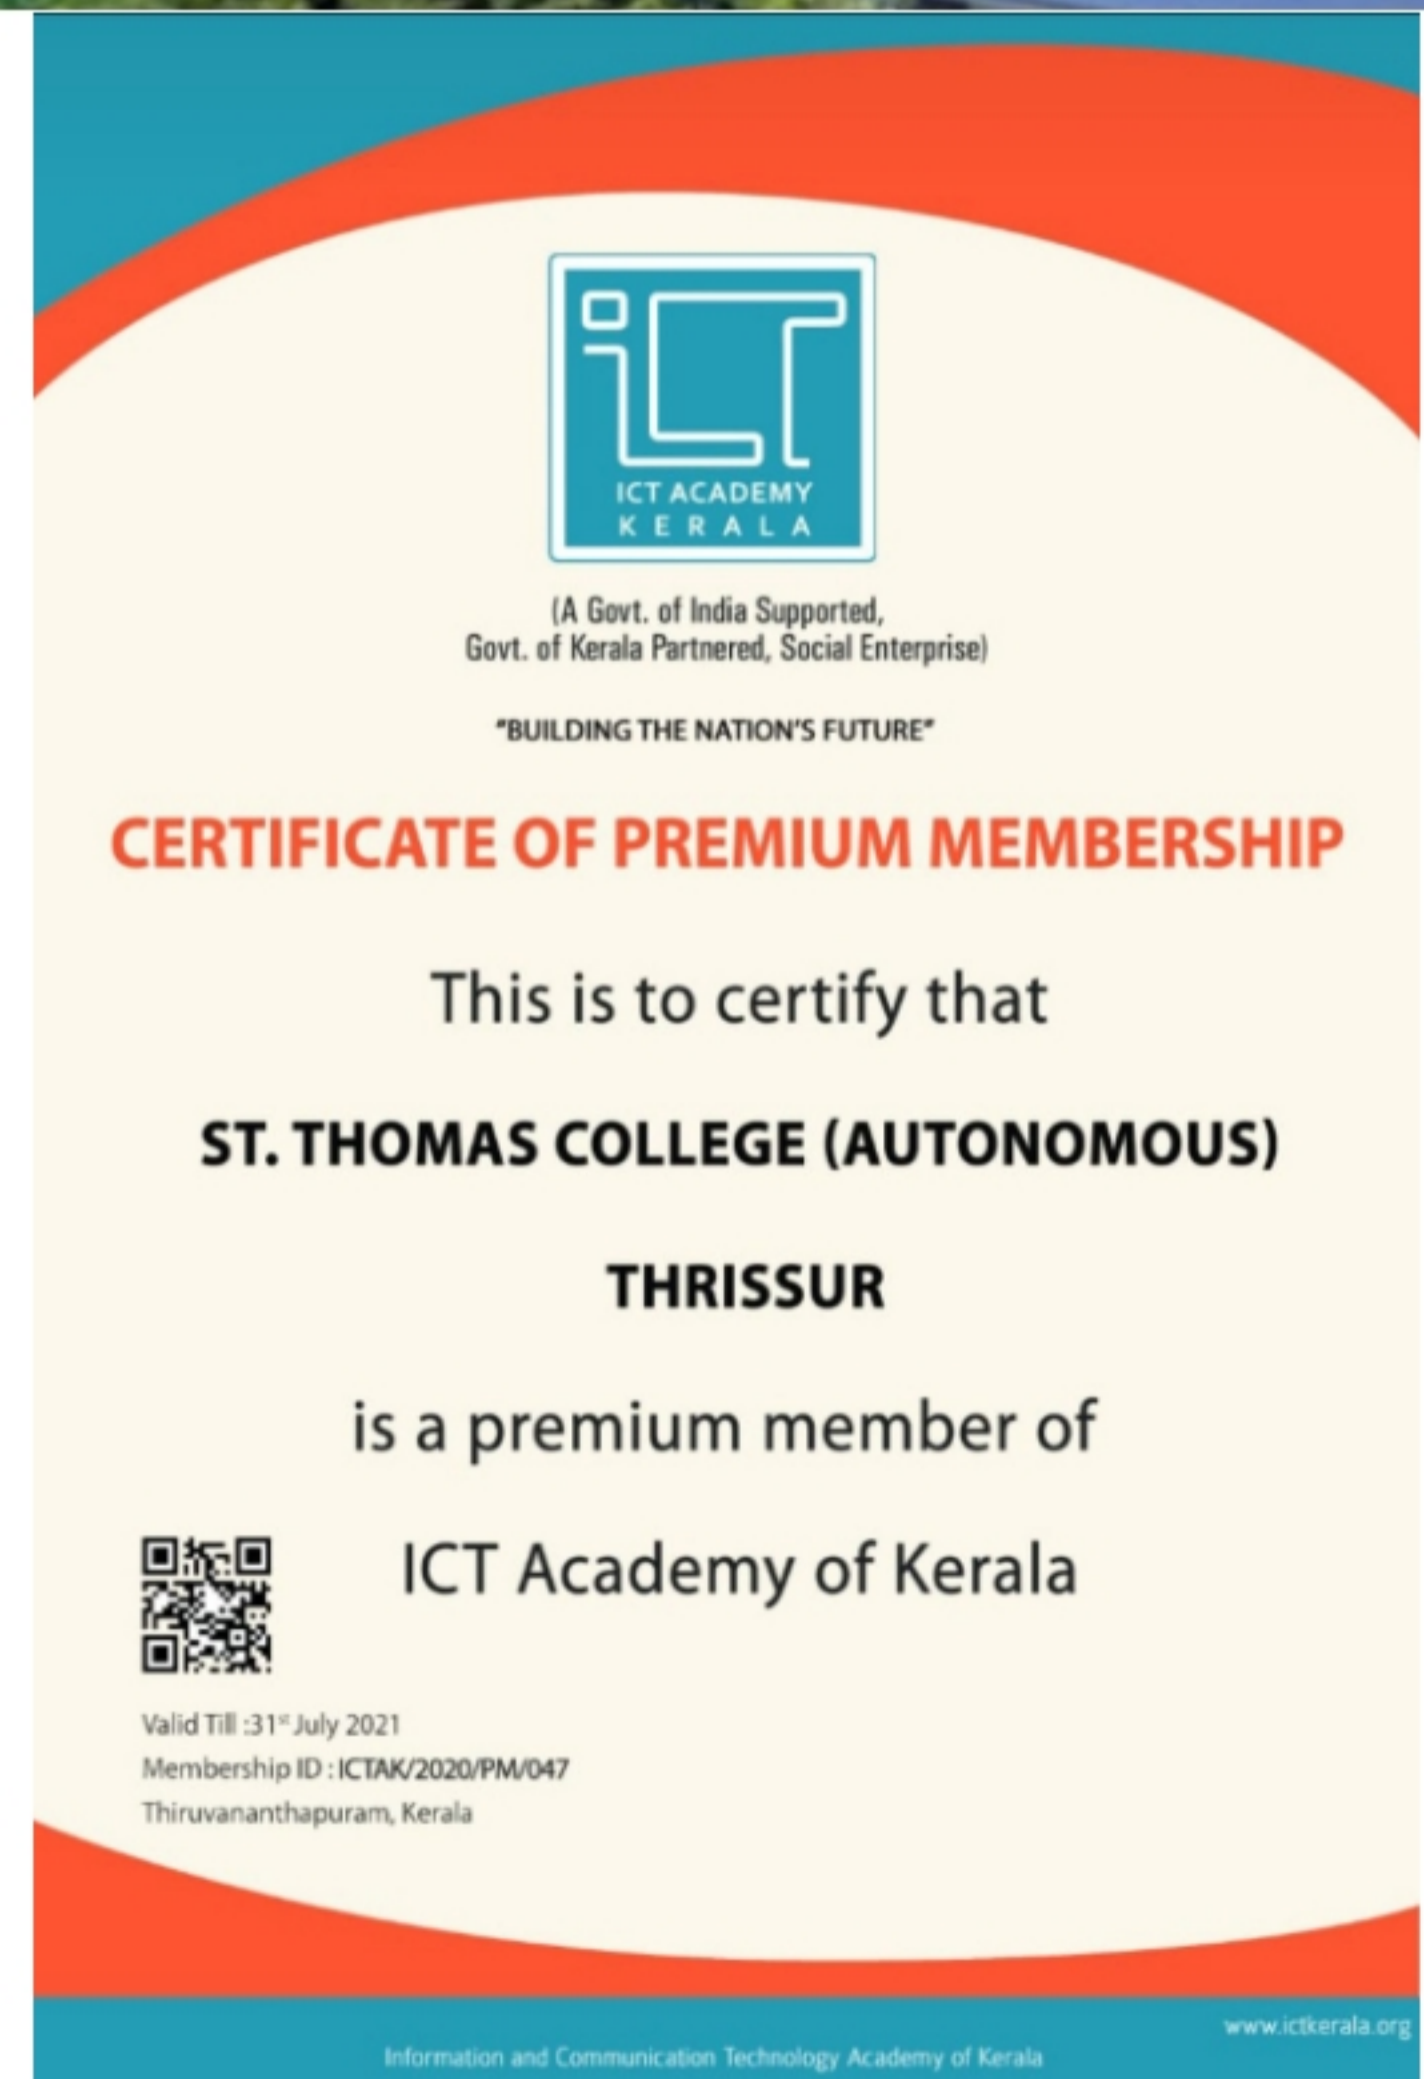 ICT
ICT ACADEMY
KERALA
(A Govt. of India Supported,
Govt. of Kerala Partnered, Social Enterprise)
"BUILDING THE NATION'S FUTURE"
CERTIFICATE OF PREMIUM MEMBERSHIP
This is to certify that
ST. THOMAS COLLEGE (AUTONOMOUS)
THRISSUR
is a premium member of
ICT Academy of Kerala
Valid Till :31st July 2021
Membership ID : ICTAK/2020/PM/047
Thiruvananthapuram, Kerala
www.ictkerala.org
Information and Communication Technology Academy of Kerala